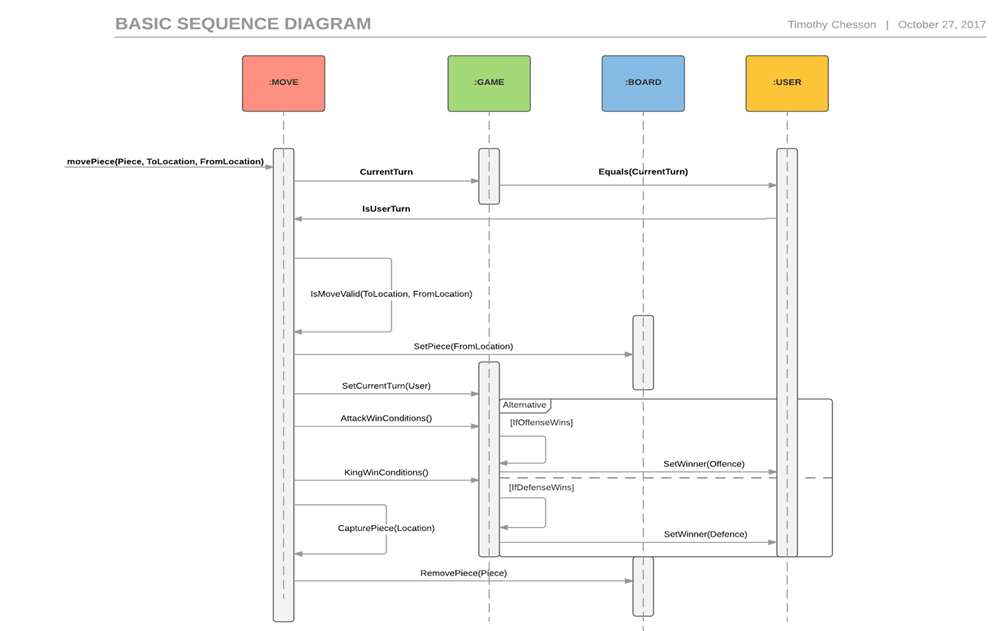 BASIC SEQUENCE DIAGRAM
Timothy Chesson | October 27, 2017
:MOVE
:GAME
:BOARD
:USER
movePiece(Piece, ToLocation, FromLocation)
CurrentTurn
Equals(CurrentTurn)
IsUserTurn
IsMoveValid(ToLocation, FromLocation)
SetPiece(FromLocation)
SetCurrentTurn(User)
Alternative
AttackWinConditions()
[IfOffenseWins]
SetWinner(Offence)
KingWinConditions()
[IfDefenseWins]
CapturePiece(Location)
SetWinner(Defence)
RemovePiece(Piece)